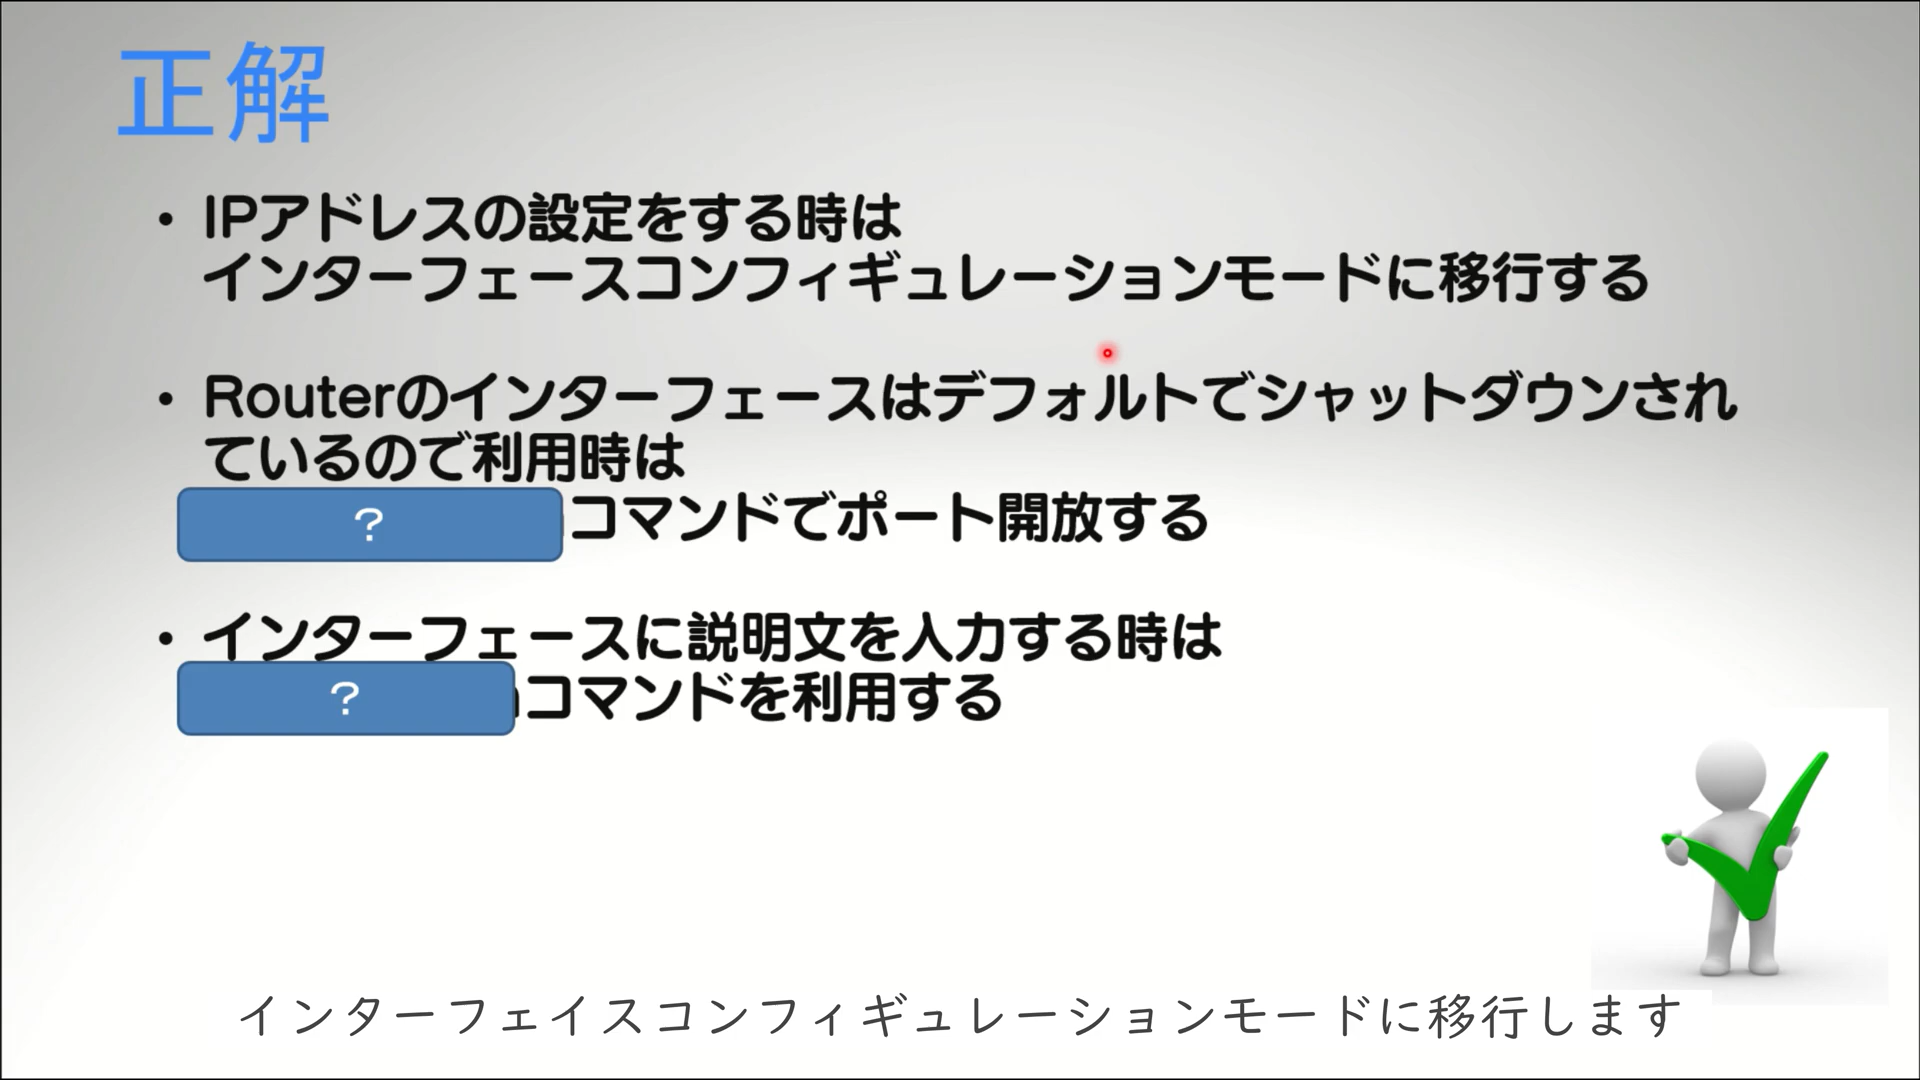 正解
・IPアドレスの設定をする時は
インターフェースコンフィギュレーションモードに移行する
・Routerのインターフェースはデフォルトでシャットダウンされ
ているので利用時は
? コマンドでポート開放する
・インターフェースに説明文を入力する時は
? コマンドを利用する
インターフェイスコンフィギュレーションモードに移行します